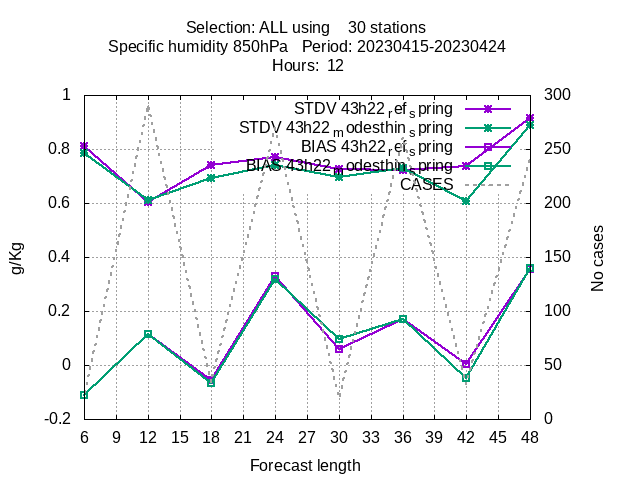 Selection: ALL using 30 stations
Specific humidity 850hPa Period: 20230415-20230424
Hours: 12
STDV 43h22 ref spring
STDV 43h22 modesthin spring
BIAS 43h22 ref spring
BIAS 43h22 modesthin spring
CASES
g/Kg
1
0.8
0.6
0.4
0.2
0
-0.2
300
250
200
150
100
50
0
No cases
6 9 12 15 18 21 24 27 30 33 36 39 42 45 48
Forecast length